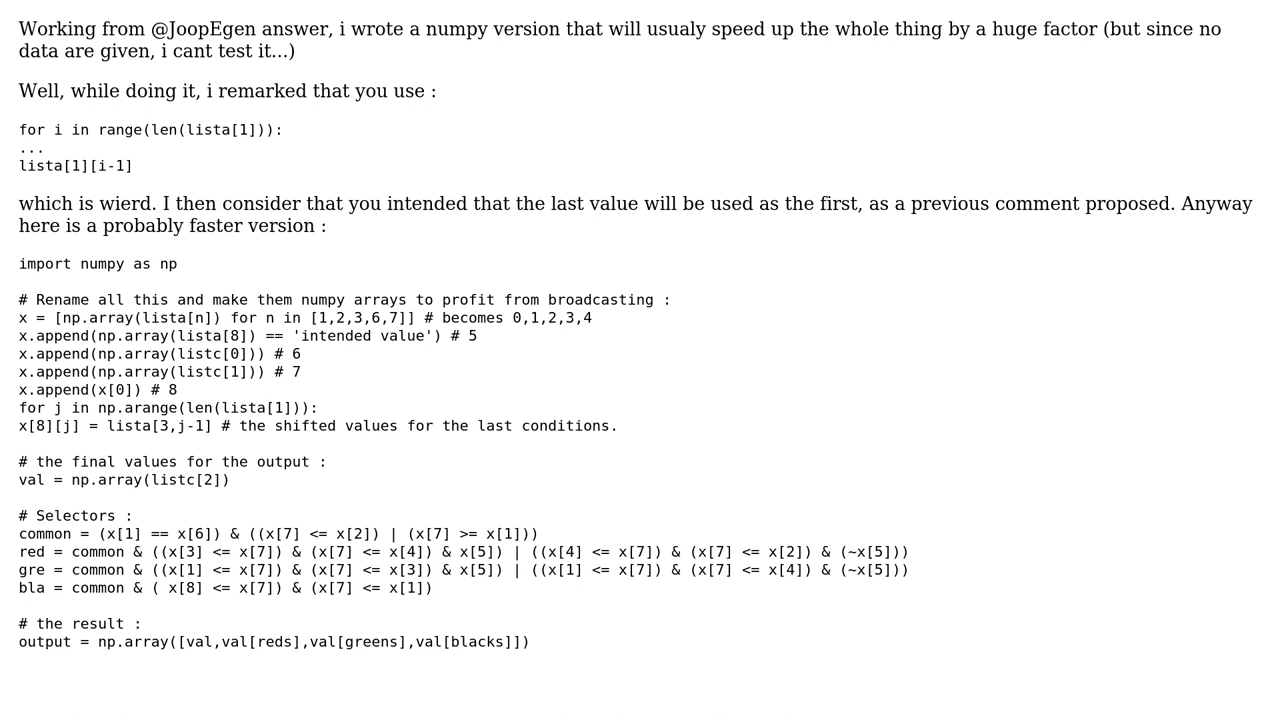 Working from @JoopEgen answer, i wrote a numpy version that will usualy speed up the whole thing by a huge factor (but since no
data are given, i cant test it...)
Well, while doing it, i remarked that you use :
for i in range(len(lista[1])):
...
lista[1][i-1]
which is wierd. I then consider that you intended that the last value will be used as the first, as a previous comment proposed. Anyway
here is a probably faster version :
import numpy as np
# Rename all this and make them numpy arrays to profit from broadcasting :
x = [np.array(lista[n]) for n in [1,2,3,6,7]] # becomes 0,1,2,3,4
x.append(np.array(lista[8]) == 'intended value') # 5
x.append(np.array(listc[0])) # 6
x.append(np.array(listc[1])) # 7
x.append(x[0]) # 8
for j in np.arange(len(lista[1])):
x[8][j] = lista[3,j-1] # the shifted values for the last conditions.
# the final values for the output :
val = np.array(listc[2])
# Selectors :
common = (x[1] == x[6]) & ((x[7] <= x[2]) | (x[7] >= x[1]))
red = common & ((x[3] <= x[7]) & (x[7] <= x[4]) & x[5]) | ((x[4] <= x[7]) & (x[7] <= x[2]) & (~x[5]))
gre = common & ((x[1] <= x[7]) & (x[7] <= x[3]) & x[5]) | ((x[1] <= x[7]) & (x[7] <= x[4]) & (~x[5]))
bla = common & ( x[8] <= x[7]) & (x[7] <= x[1])
# the result :
output = np.array([val,val[reds],val[greens],val[blacks]])